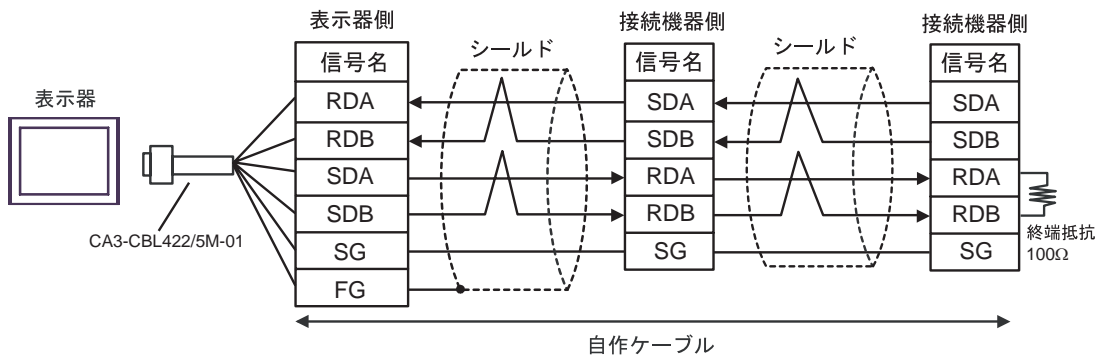 表示器
CA3-CBL422/5M-01
表示器側
信号名
RDA
RDB
SDA
SDB
SG
FG
シールド
接続機器側
信号名
SDA
SDB
RDA
RDB
SG
シールド
接続機器側
信号名
SDA
SDB
RDA
RDB
SG
終端抵抗
100Ω
自作ケーブル